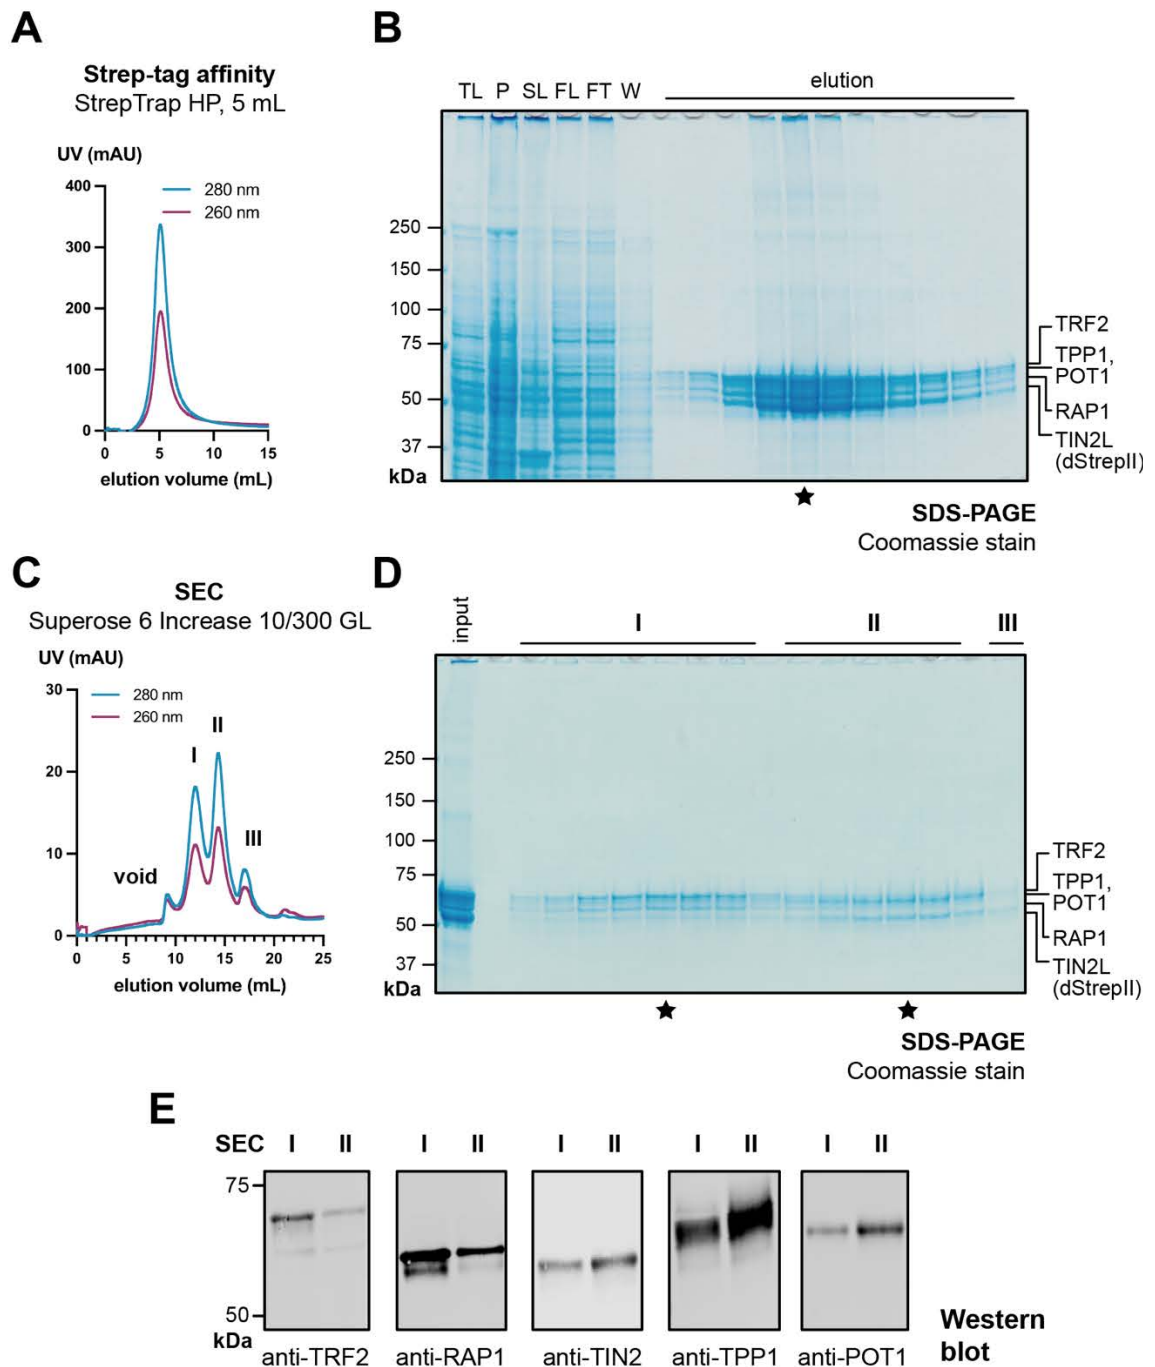 A
Strep-tag affinity
StrepTrap HP, 5 mL
UV (mAU)
400
300
200
100
0
280 nm
260 nm
0 5 10 15
elution volume (mL)
B
TL P SL FL FT W elution
250
150
100
75
50
37
kDa
TRF2
TPP1,
POT1
RAP1
TIN2L
(dStrepII)
★
SDS-PAGE
Coomassie stain
C
SEC
Superose 6 Increase 10/300 GL
UV (mAU)
30
20
10
0
280 nm
260 nm
I
II
III
void
0 5 10 15 20 25
elution volume (mL)
D
input I II III
250
150
100
75
50
37
kDa
TRF2
TPP1,
POT1
RAP1
TIN2L
(dStrepII)
★ ★
SDS-PAGE
Coomassie stain
E
SEC I II I II I II I II I II
75
50
kDa
anti-TRF2 anti-RAP1 anti-TIN2 anti-TPP1 anti-POT1
Western
blot